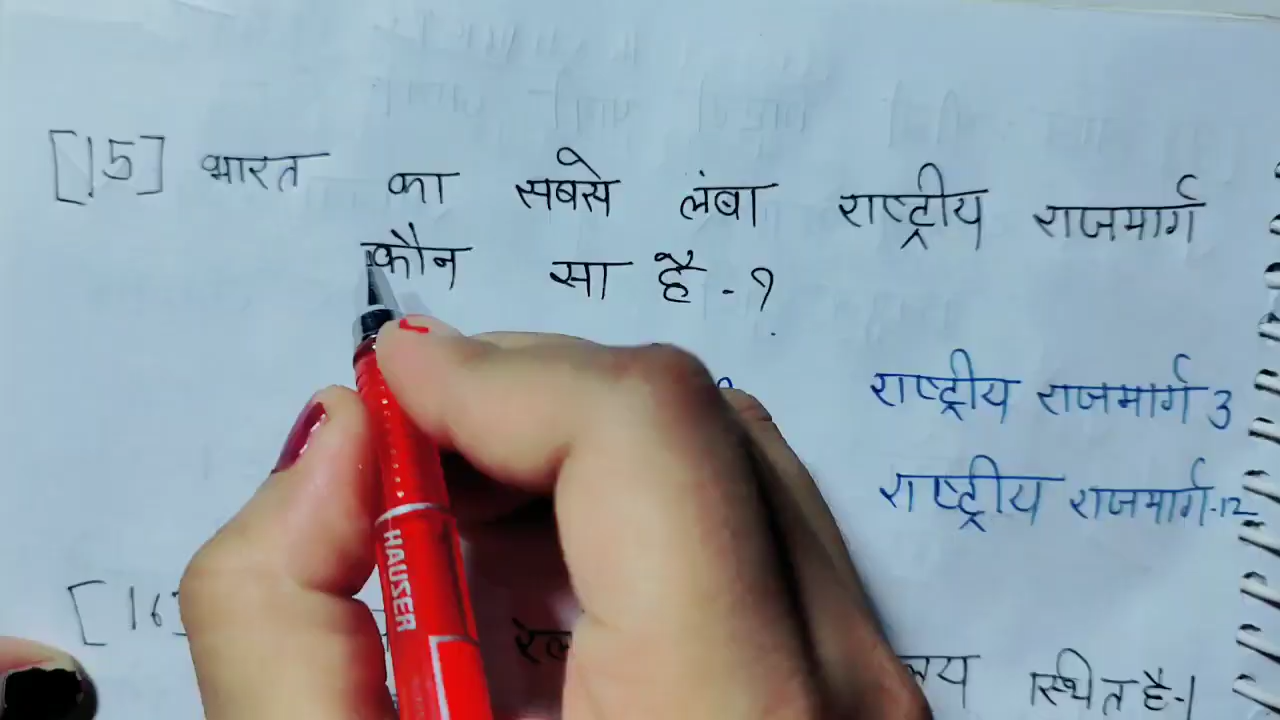 [15] भारत का सबसे लंबा राष्ट्रीय राजमार्ग
कौन सा है - ?
राष्ट्रीय राजमार्ग 3
राष्ट्रीय राजमार्ग-12
HAUSER
[16]
स्थित है-।